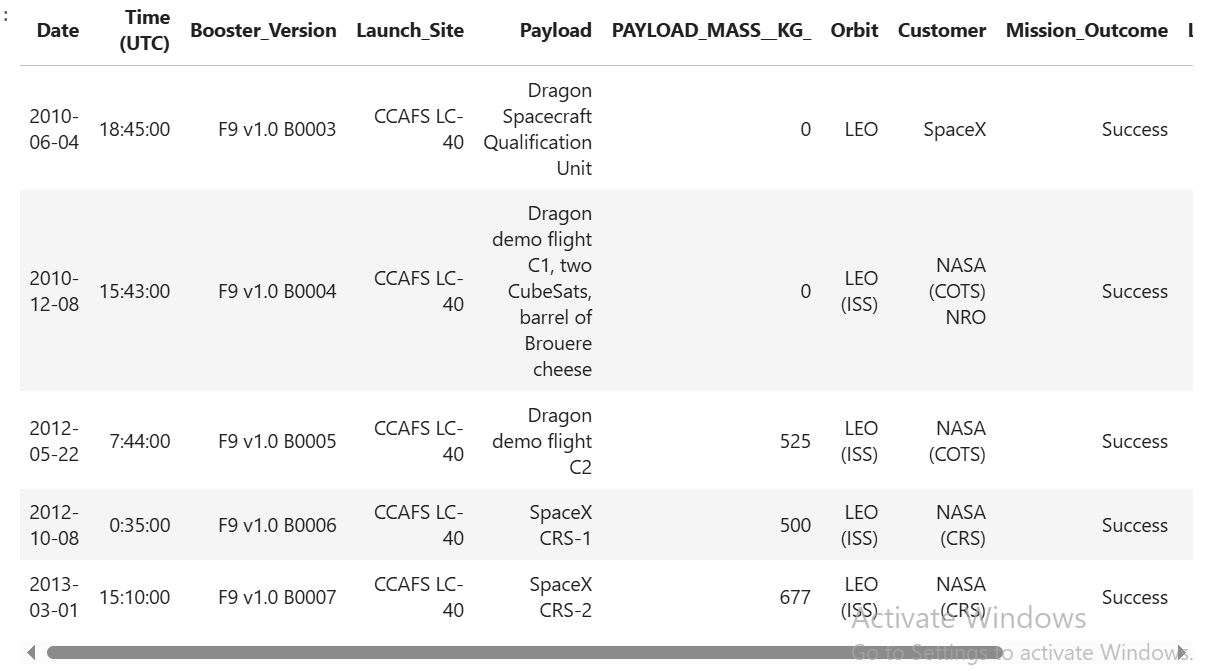 :
Date Time (UTC) Booster_Version Launch_Site Payload PAYLOAD_MASS__KG_ Orbit Customer Mission_Outcome L
2010-06-04 18:45:00 F9 v1.0 B0003 CCAFS LC-40 Dragon Spacecraft Qualification Unit 0 LEO SpaceX Success
2010-12-08 15:43:00 F9 v1.0 B0004 CCAFS LC-40 Dragon demo flight C1, two CubeSats, barrel of Brouere cheese 0 LEO (ISS) NASA (COTS) NRO Success
2012-05-22 7:44:00 F9 v1.0 B0005 CCAFS LC-40 Dragon demo flight C2 525 LEO (ISS) NASA (COTS) Success
2012-10-08 0:35:00 F9 v1.0 B0006 CCAFS LC-40 SpaceX CRS-1 500 LEO (ISS) NASA (CRS) Success
2013-03-01 15:10:00 F9 v1.0 B0007 CCAFS LC-40 SpaceX CRS-2 677 LEO (ISS) NASA (CRS) Success
Activate Windows
Go to Settings to activate Windows.